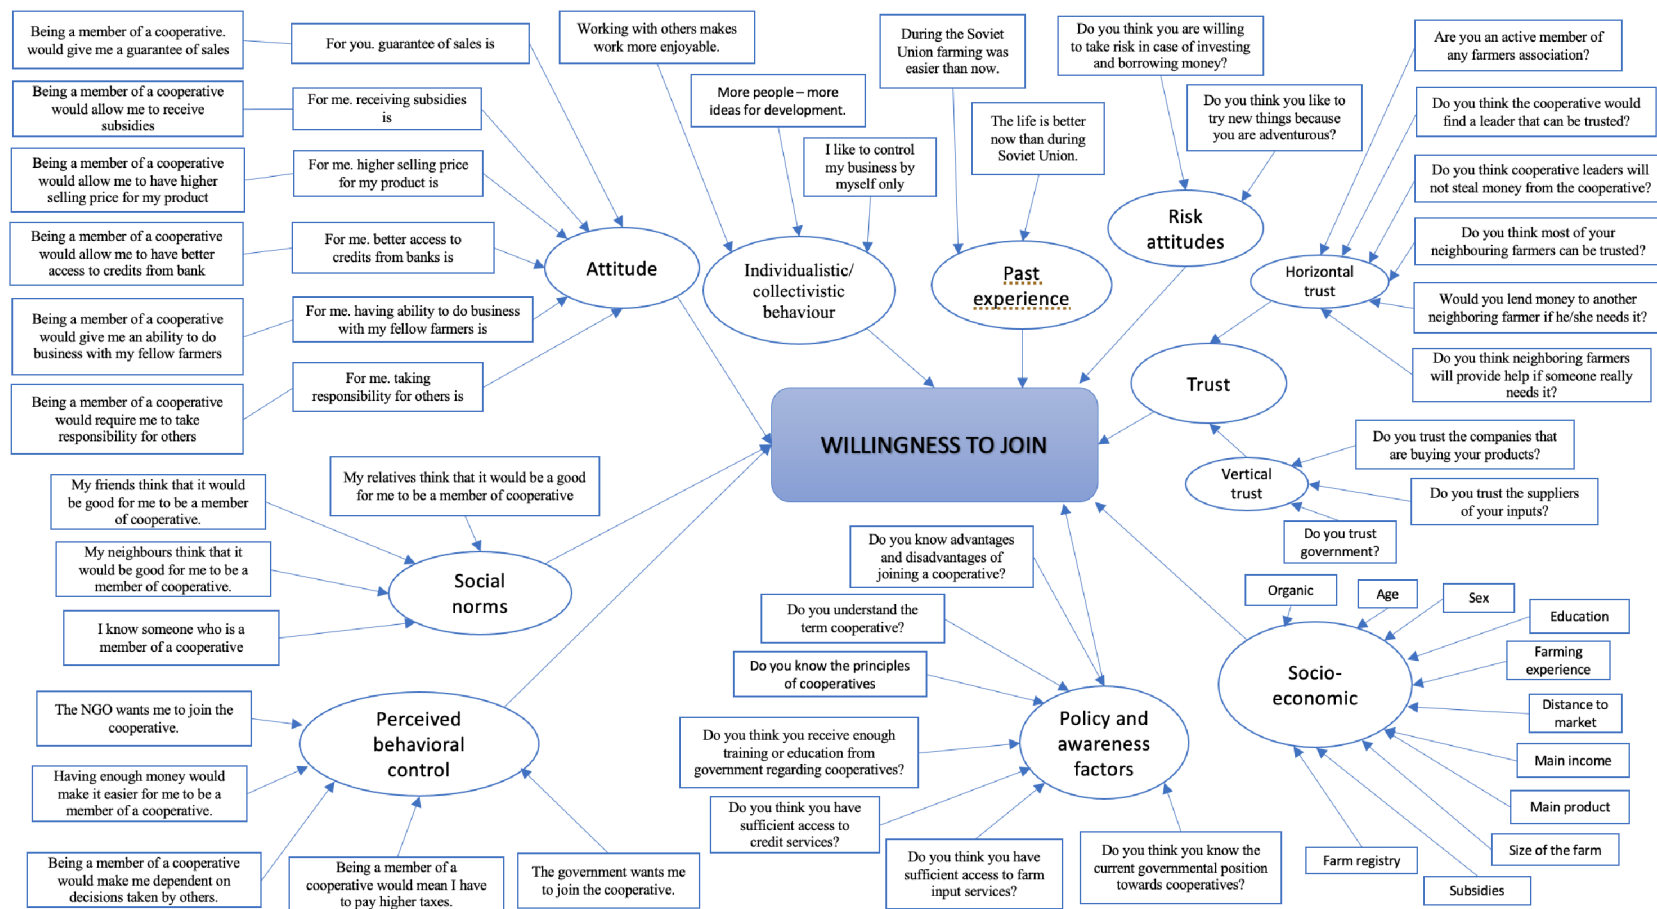 Being a member of a cooperative.
would give me a guarantee of sales
For you. guarantee of sales is
Being a member of a cooperative
would allow me to receive
subsidies
For me. receiving subsidies
is
Being a member of a cooperative
would allow me to have higher
selling price for my product
For me. higher selling price
for my product is
Being a member of a cooperative
would allow me to have better
access to credits from bank
For me. better access to
credits from banks is
Being a member of a cooperative
would give me an ability to do
business with my fellow farmers
For me. having ability to do business
with my fellow farmers is
Being a member of a cooperative
would require me to take
responsibility for others
For me. taking
responsibility for others is
Attitude
Working with others makes
work more enjoyable.
More people – more
ideas for development.
I like to control
my business by
myself only
Individualistic/
collectivistic
behaviour
During the Soviet
Union farming was
easier than now.
The life is better
now than during
Soviet Union.
Past
experience
Do you think you are willing
to take risk in case of investing
and borrowing money?
Do you think you like to
try new things because
you are adventurous?
Risk
attitudes
Are you an active member of
any farmers association?
Do you think the cooperative would
find a leader that can be trusted?
Do you think cooperative leaders will
not steal money from the cooperative?
Do you think most of your
neighbouring farmers can be trusted?
Would you lend money to another
neighboring farmer if he/she needs it?
Do you think neighboring farmers
will provide help if someone really
needs it?
Horizontal
trust
Trust
WILLINGNESS TO JOIN
Vertical
trust
Do you trust the companies that
are buying your products?
Do you trust the suppliers
of your inputs?
Do you trust
government?
My friends think that it would
be good for me to be a member
of cooperative.
My relatives think that it would be a good
for me to be a member of cooperative
My neighbours think that it
would be good for me to be a
member of cooperative.
I know someone who is a
member of a cooperative
Social
norms
The NGO wants me to join the
cooperative.
Having enough money would
make it easier for me to be a
member of a cooperative.
Being a member of a cooperative
would make me dependent on
decisions taken by others.
Being a member of a
cooperative would mean I have
to pay higher taxes.
The government wants me
to join the cooperative.
Perceived
behavioral
control
Do you know advantages
and disadvantages of
joining a cooperative?
Do you understand the
term cooperative?
Do you know the principles
of cooperatives
Do you think you receive enough
training or education from
government regarding cooperatives?
Do you think you have
sufficient access to
credit services?
Do you think you have
sufficient access to farm
input services?
Do you think you know the
current governmental position
towards cooperatives?
Policy and
awareness
factors
Organic
Age
Sex
Education
Farming
experience
Distance to
market
Main income
Main product
Size of the farm
Subsidies
Farm registry
Socio-
economic